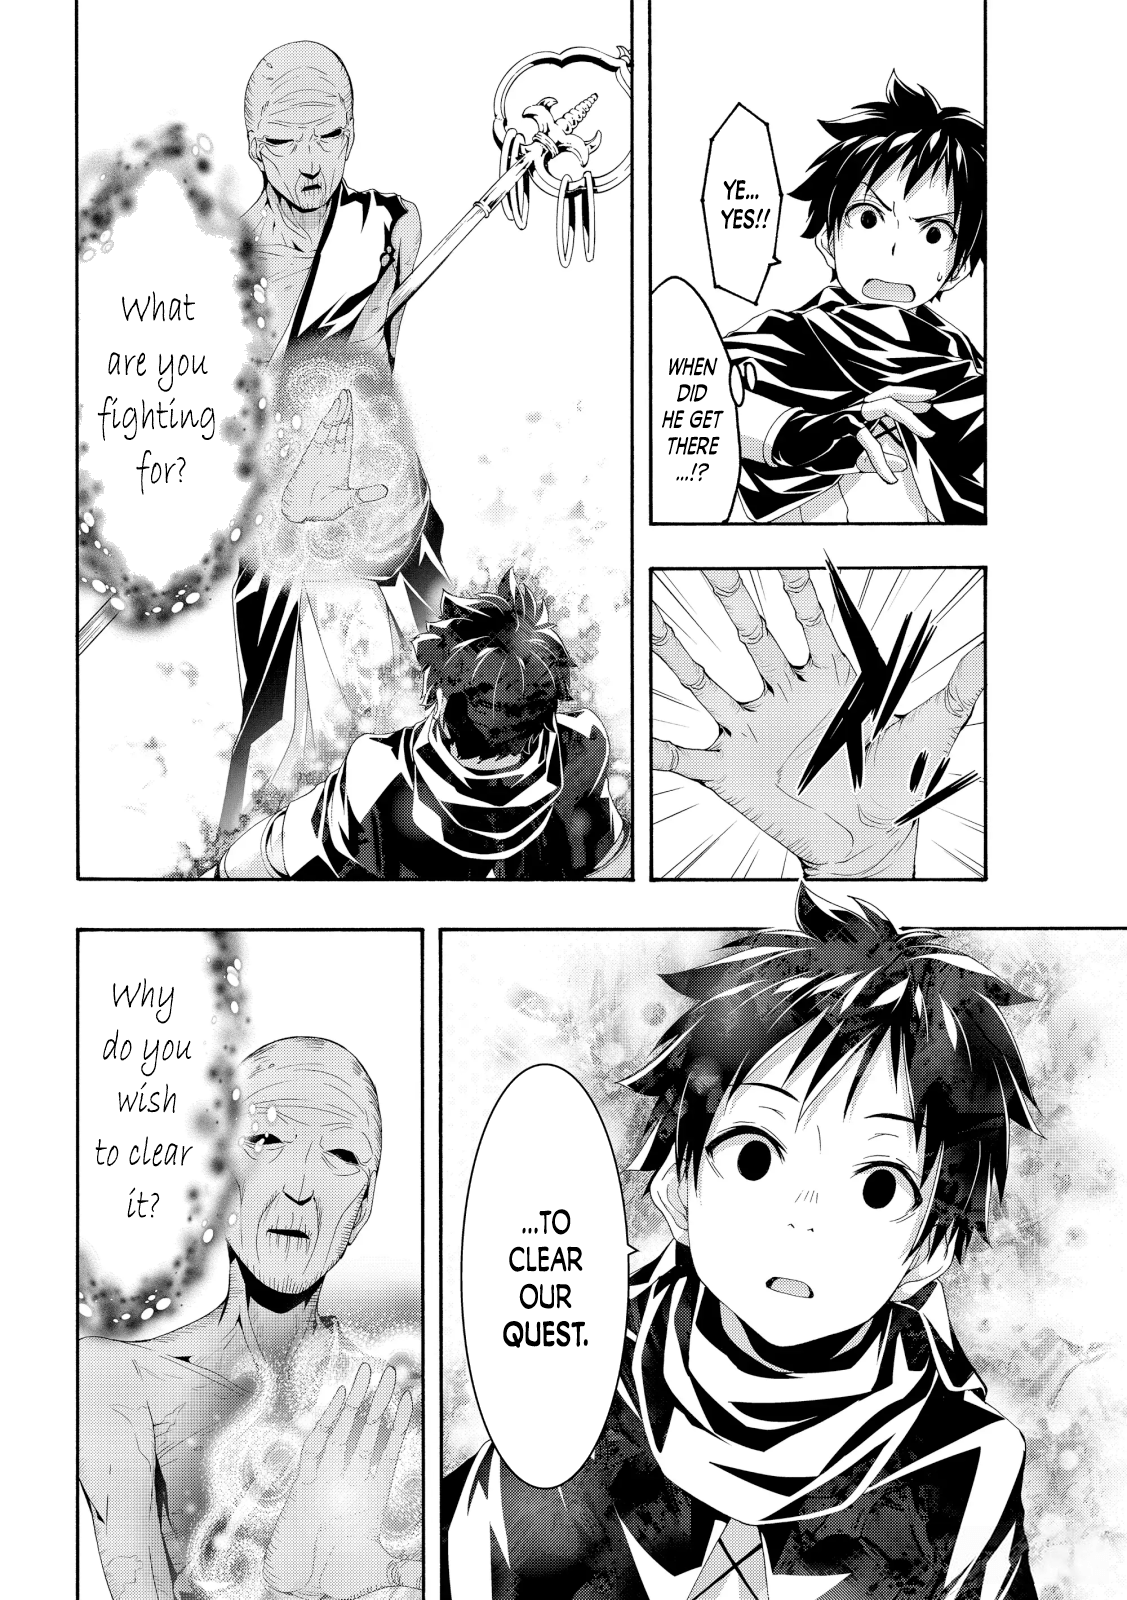 YE...
YES!!
WHEN
DID
HE GET
THERE
...!?
What
are you
fighting
for?
...TO
CLEAR
OUR
QUEST.
Why
do you
wish
to clear
it?